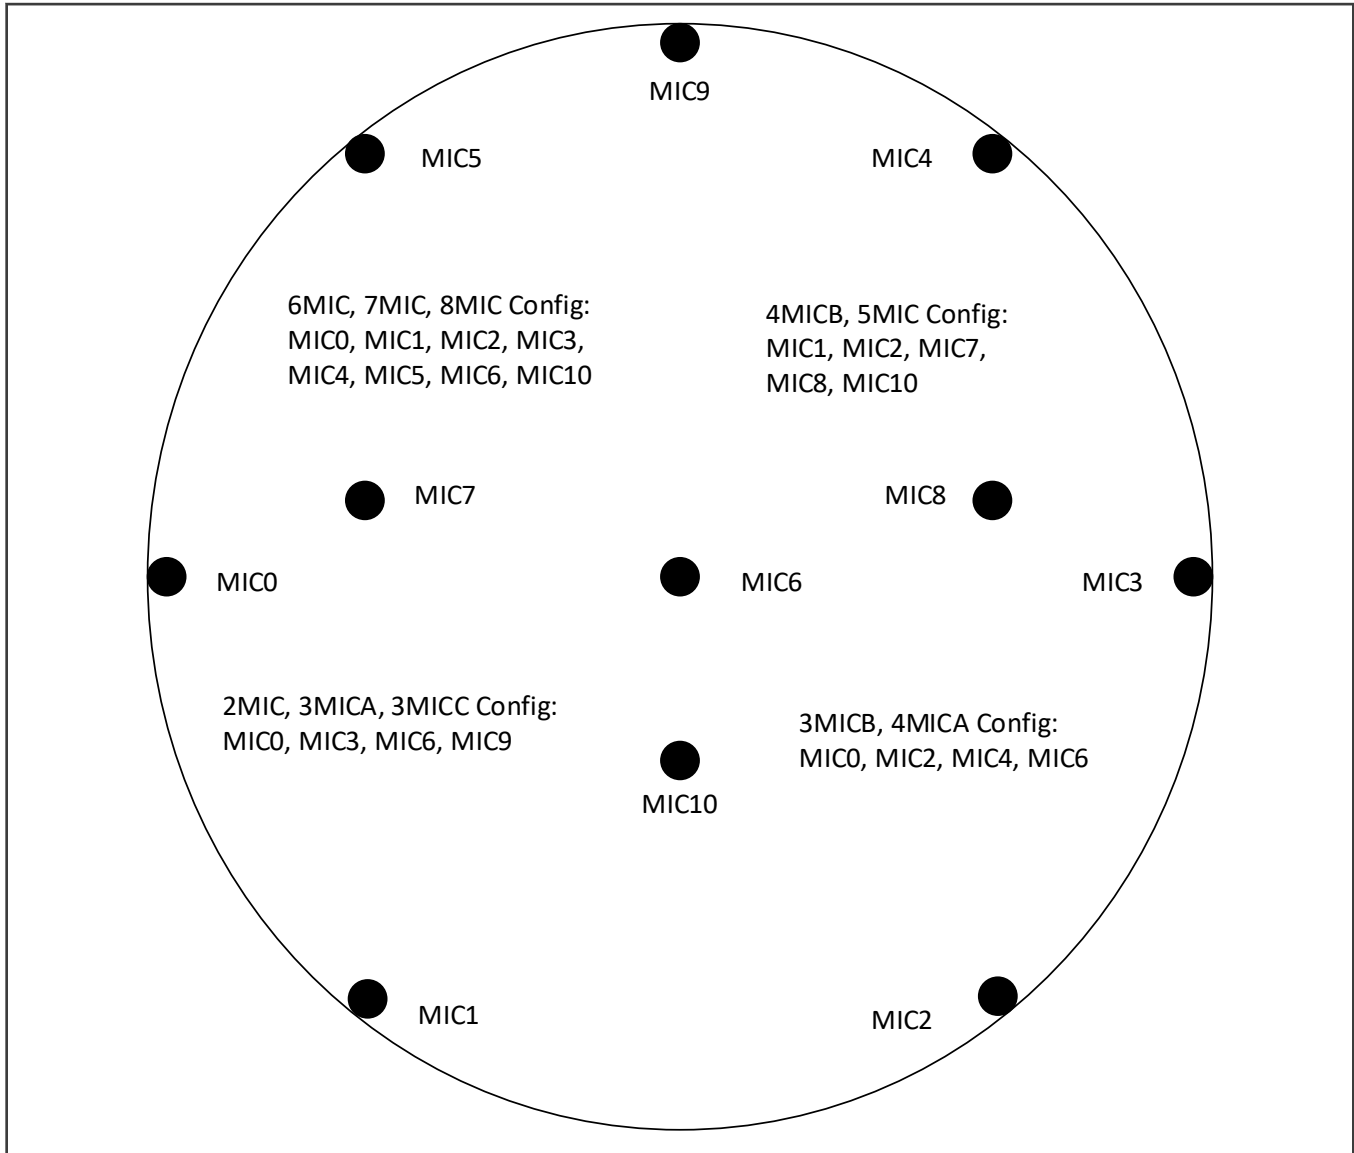 MIC9
MIC5
MIC4
6MIC, 7MIC, 8MIC Config:
MIC0, MIC1, MIC2, MIC3,
MIC4, MIC5, MIC6, MIC10
4MICB, 5MIC Config:
MIC1, MIC2, MIC7,
MIC8, MIC10
MIC7
MIC8
MIC0
MIC6
MIC3
2MIC, 3MICA, 3MICC Config:
MIC0, MIC3, MIC6, MIC9
3MICB, 4MICA Config:
MIC0, MIC2, MIC4, MIC6
MIC10
MIC1
MIC2